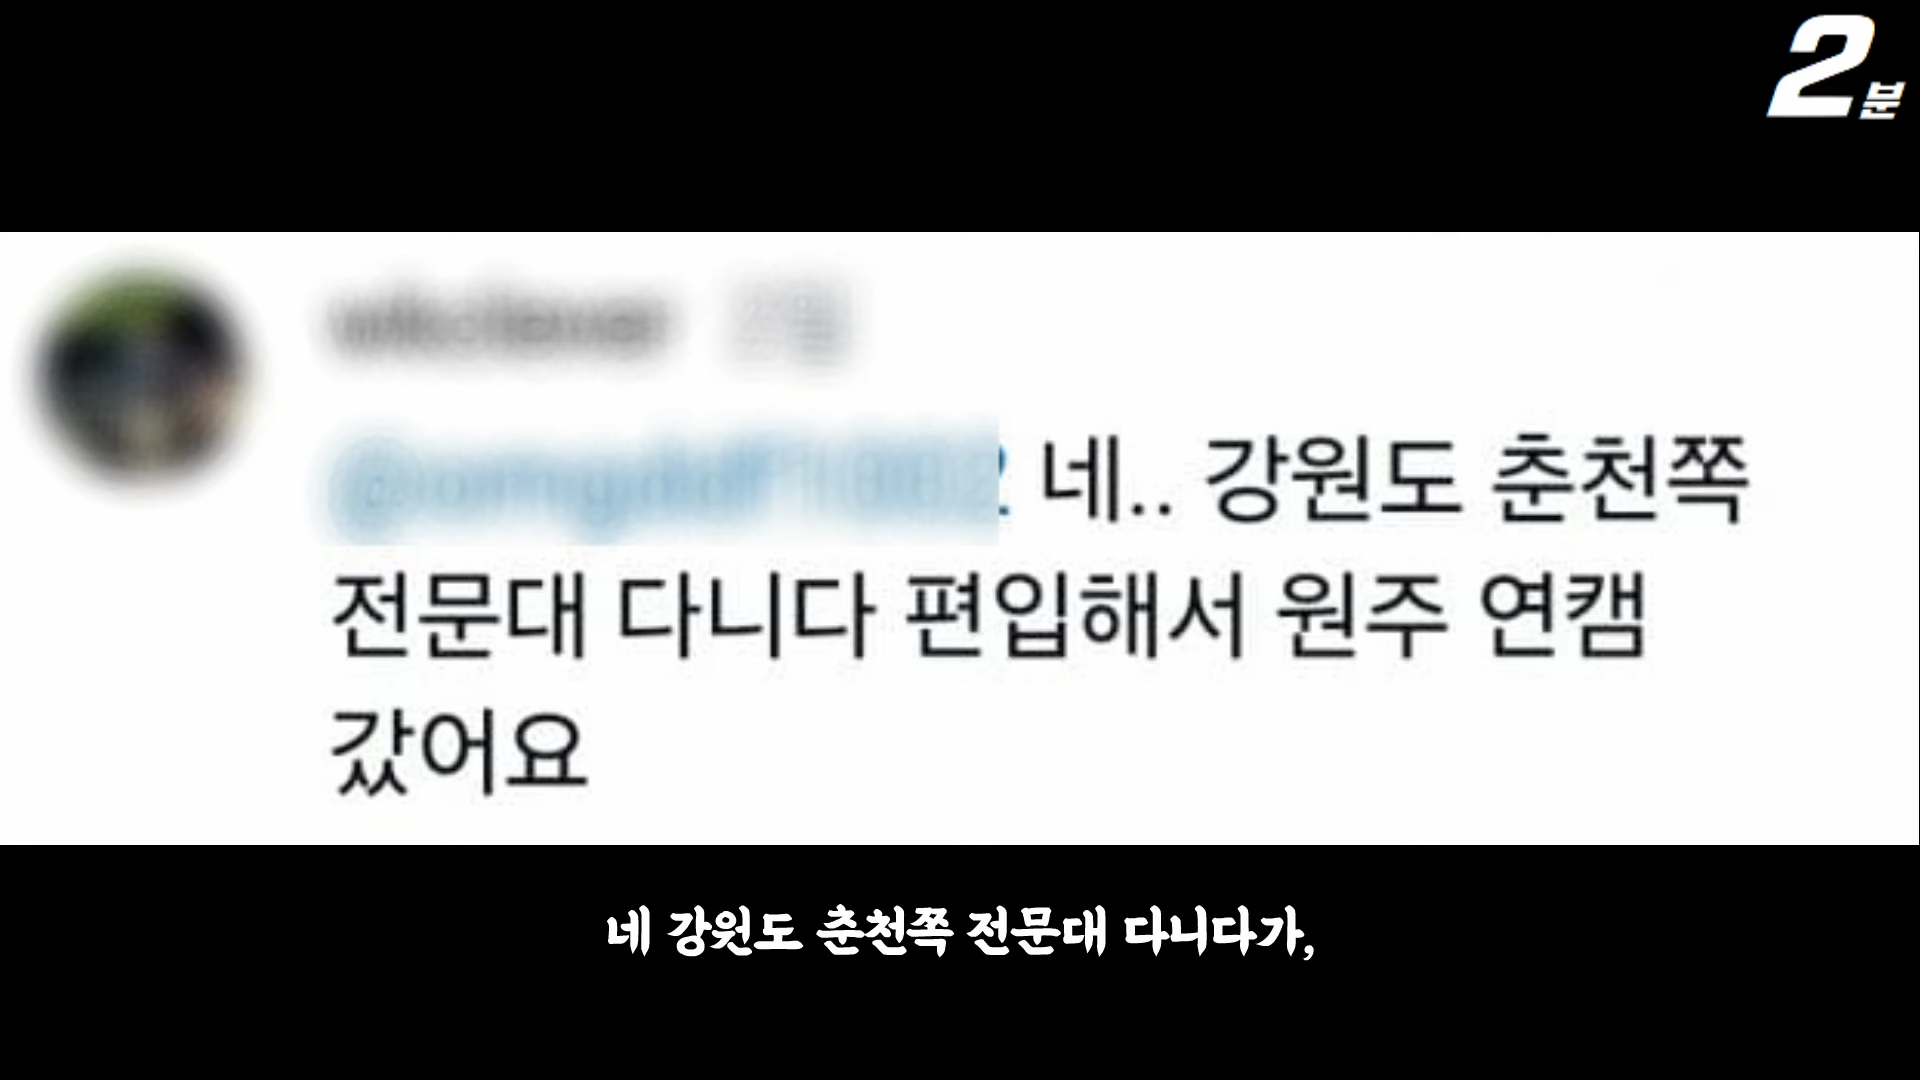 2분
네.. 강원도 춘천쪽
전문대 다니다 편입해서 원주 연캠
갔어요
네 강원도 춘천쪽 전문대 다니다가,